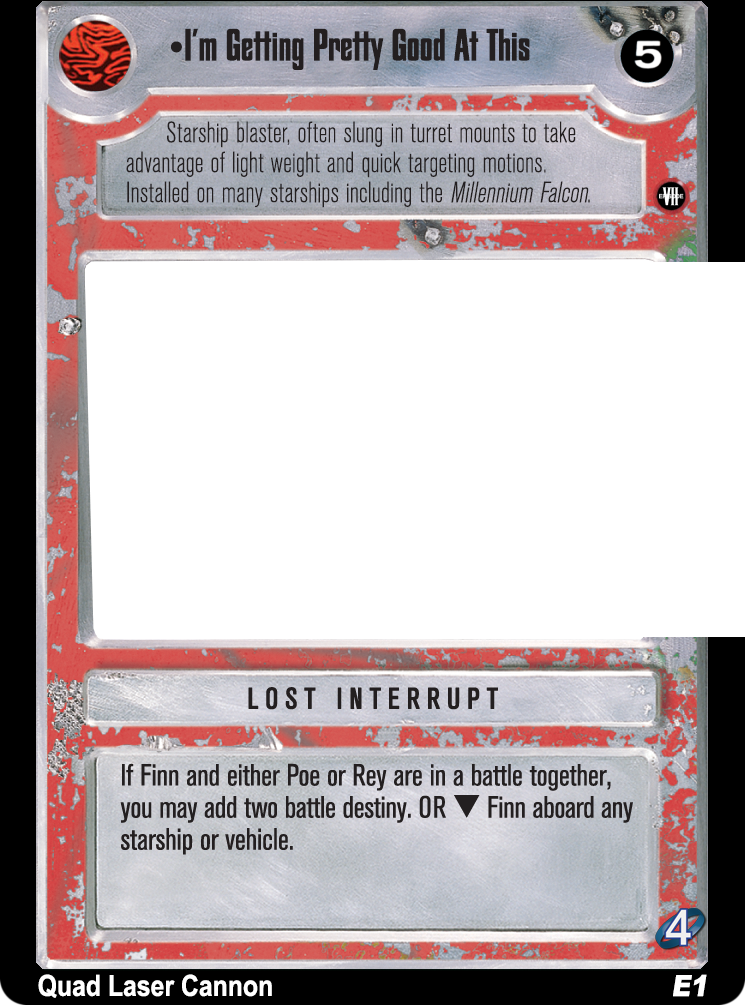 •I'm Getting Pretty Good At This
5
Starship blaster, often slung in turret mounts to take
advantage of light weight and quick targeting motions.
Installed on many starships including the Millennium Falcon.
EPISODE VII
LOST INTERRUPT
If Finn and either Poe or Rey are in a battle together,
you may add two battle destiny. OR ▼ Finn aboard any
starship or vehicle.
4
Quad Laser Cannon
E1